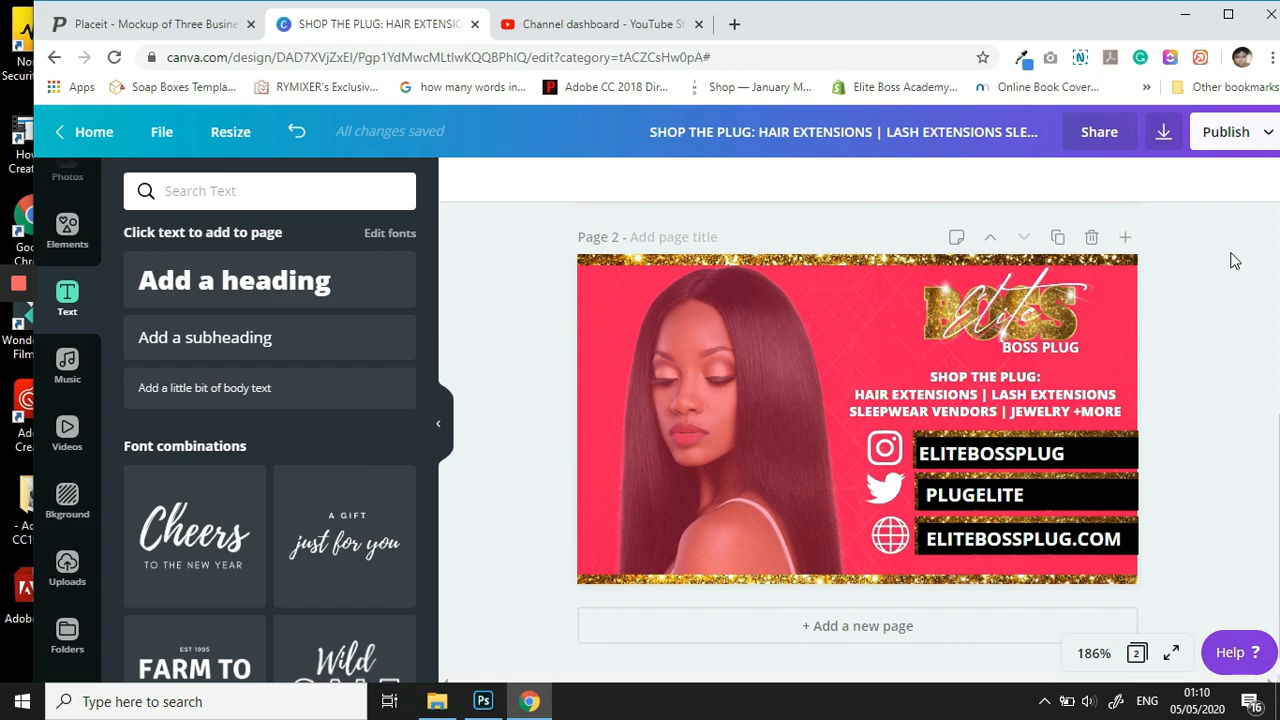 Placeit - Mockup of Three Busine
SHOP THE PLUG: HAIR EXTENSIC
Channel dashboard - YouTube St
canva.com/design/DAD7XVjZxEI/Pgp1YdMwcMLtIwKQQBPhIQ/edit?category=tACZCsHw0pA#
Apps
Soap Boxes Templa...
RYMIXER's Exclusiv...
how many words in...
Adobe CC 2018 Dir...
Shop — January M...
Elite Boss Academy...
Online Book Cover...
»
Other bookmarks
Home
File
Resize
All changes saved
SHOP THE PLUG: HAIR EXTENSIONS | LASH EXTENSIONS SLE...
Share
Publish
Photos
Elements
Text
Music
Videos
Bkground
Uploads
Folders
Search Text
Click text to add to page
Edit fonts
Add a heading
Add a subheading
Add a little bit of body text
Font combinations
Cheers
TO THE NEW YEAR
A GIFT
just for you
EST 1995
FARM TO
Wild
Page 2 - Add page title
BOSS
Elite
BOSS PLUG
SHOP THE PLUG:
HAIR EXTENSIONS | LASH EXTENSIONS
SLEEPWEAR VENDORS | JEWELRY +MORE
ELITEBOSSPLUG
PLUGELITE
ELITEBOSSPLUG.COM
+ Add a new page
186%
2
Help ?
Type here to search
Ps
ENG
01:10
05/05/2020
16